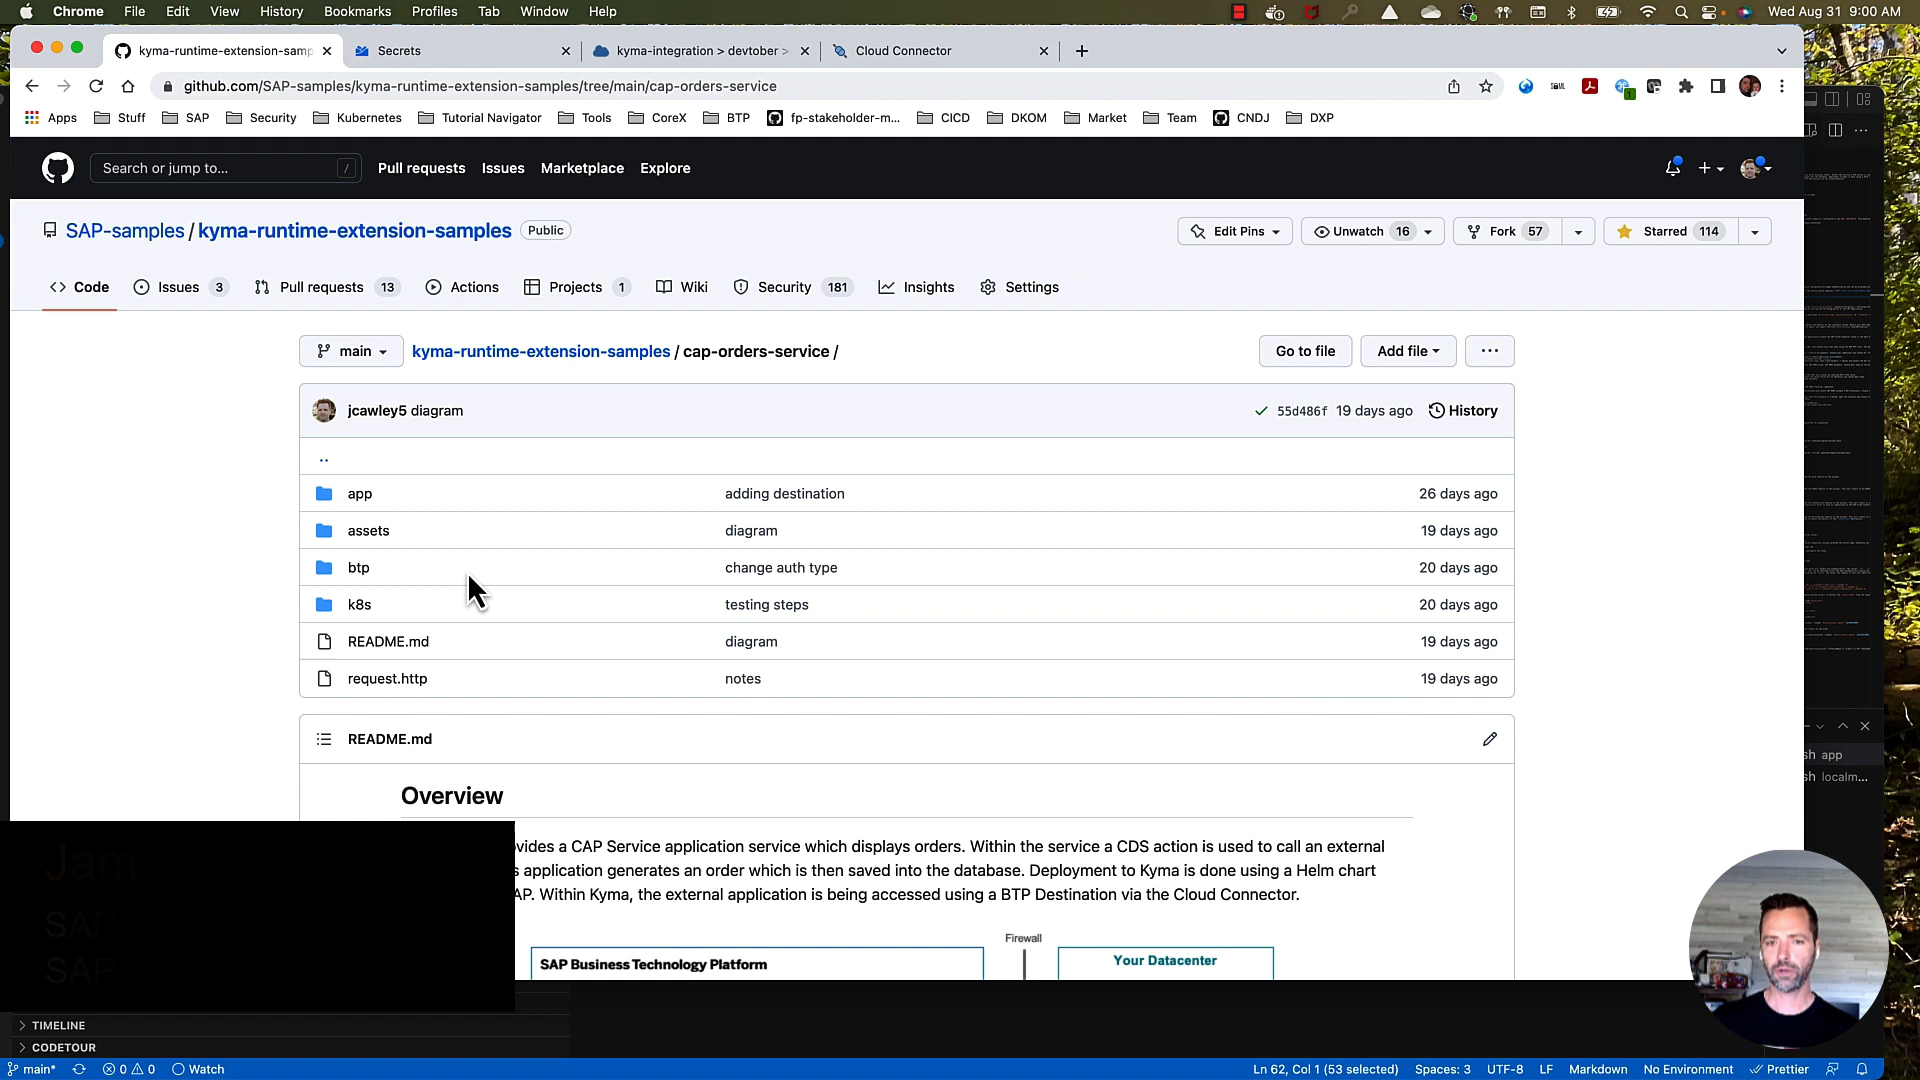 Chrome File Edit View History Bookmarks Profiles Tab Window Help
Wed Aug 31 9:00 AM
kyma-runtime-extension-samp
Secrets
kyma-integration > devtober >
Cloud Connector
github.com/SAP-samples/kyma-runtime-extension-samples/tree/main/cap-orders-service
Apps Stuff SAP Security Kubernetes Tutorial Navigator Tools CoreX BTP fp-stakeholder-m... CICD DKOM Market Team CNDJ DXP
Search or jump to... /
Pull requests Issues Marketplace Explore
SAP-samples / kyma-runtime-extension-samples Public
Edit Pins Unwatch 16 Fork 57 Starred 114
Code Issues 3 Pull requests 13 Actions Projects 1 Wiki Security 181 Insights Settings
main kyma-runtime-extension-samples / cap-orders-service /
Go to file Add file ...
jcawley5 diagram 55d486f 19 days ago History
..
app adding destination 26 days ago
assets diagram 19 days ago
btp change auth type 20 days ago
k8s testing steps 20 days ago
README.md diagram 19 days ago
request.http notes 19 days ago
README.md
Overview
vides a CAP Service application service which displays orders. Within the service a CDS action is used to call an external
s application generates an order which is then saved into the database. Deployment to Kyma is done using a Helm chart
AP. Within Kyma, the external application is being accessed using a BTP Destination via the Cloud Connector.
Firewall
SAP Business Technology Platform
Your Datacenter
Jami
SAP
SAP
sh app
sh localm...
TIMELINE
CODETOUR
main* 0 0 Watch
Ln 62, Col 1 (53 selected) Spaces: 3 UTF-8 LF Markdown No Environment Prettier